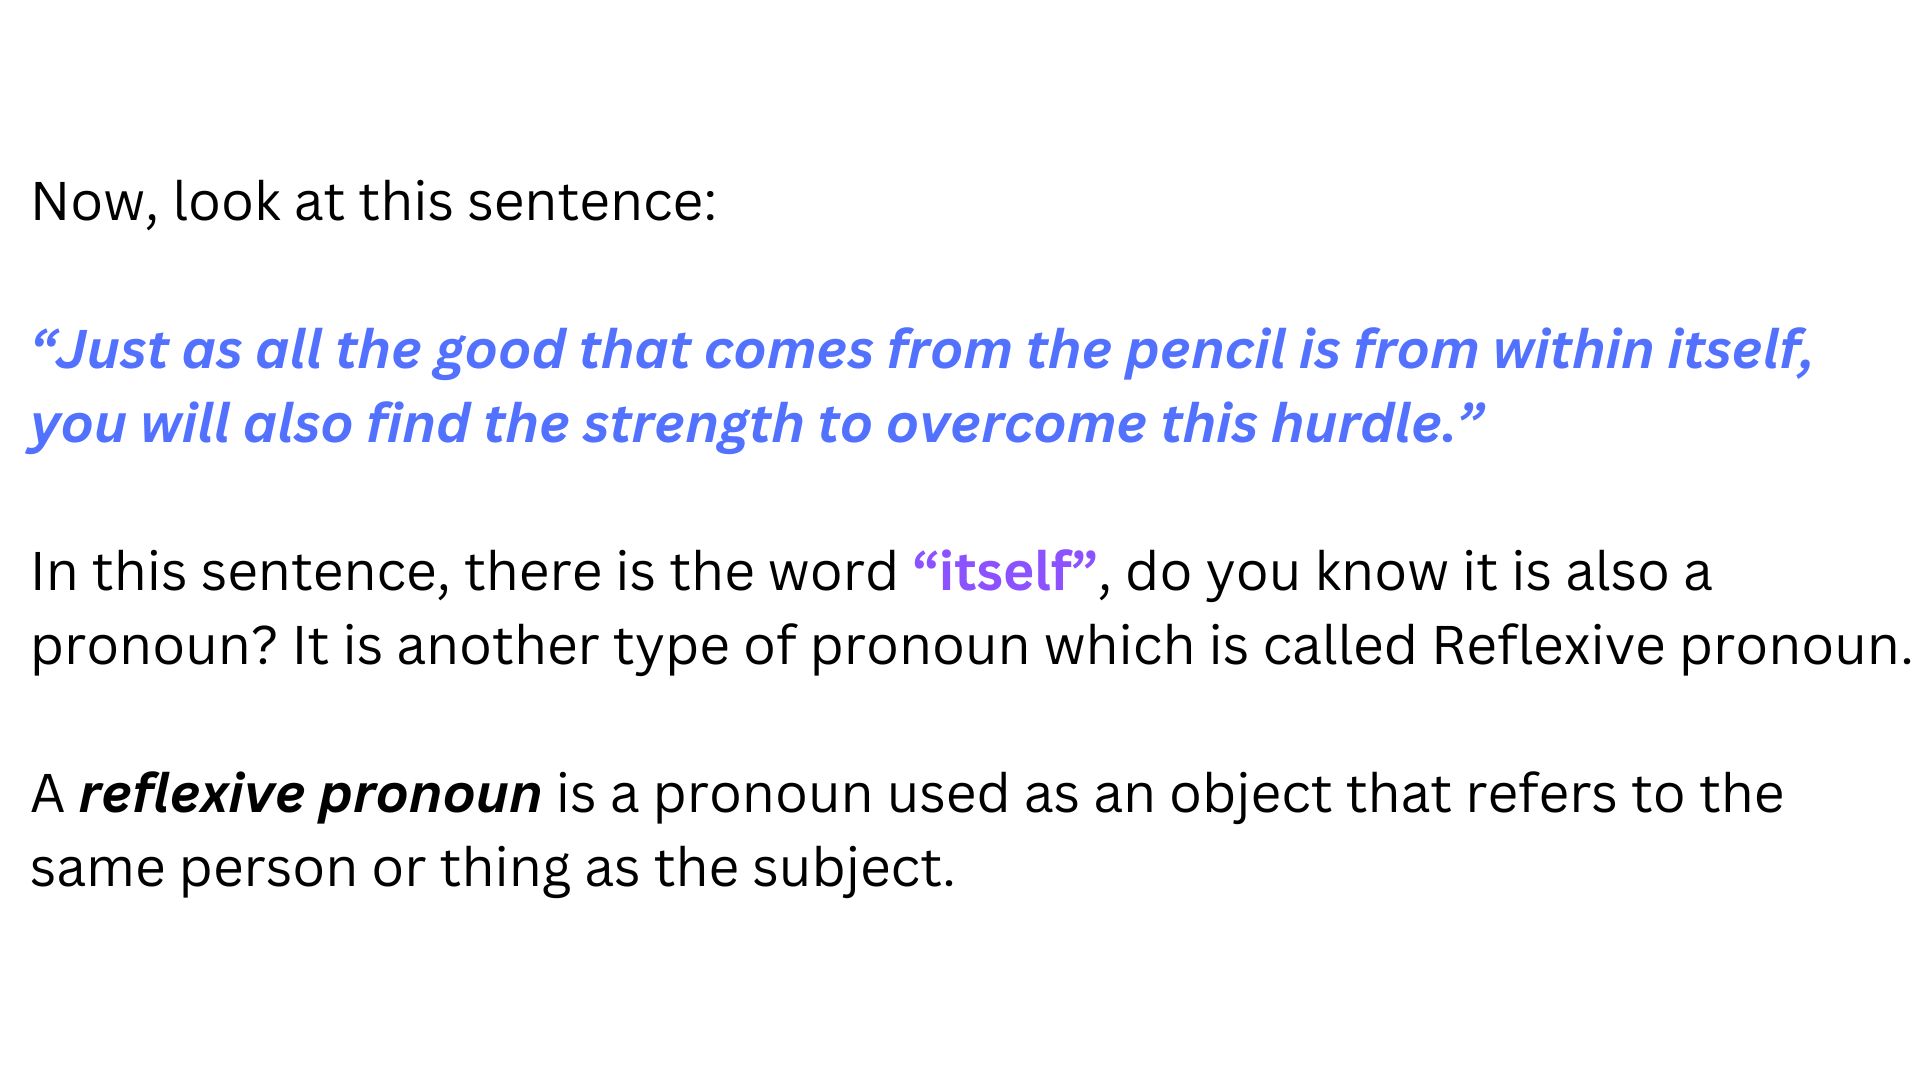 Now, look at this sentence:
“Just as all the good that comes from the pencil is from within itself,
you will also find the strength to overcome this hurdle.”
In this sentence, there is the word “itself”, do you know it is also a
pronoun? It is another type of pronoun which is called Reflexive pronoun.
A reflexive pronoun is a pronoun used as an object that refers to the
same person or thing as the subject.